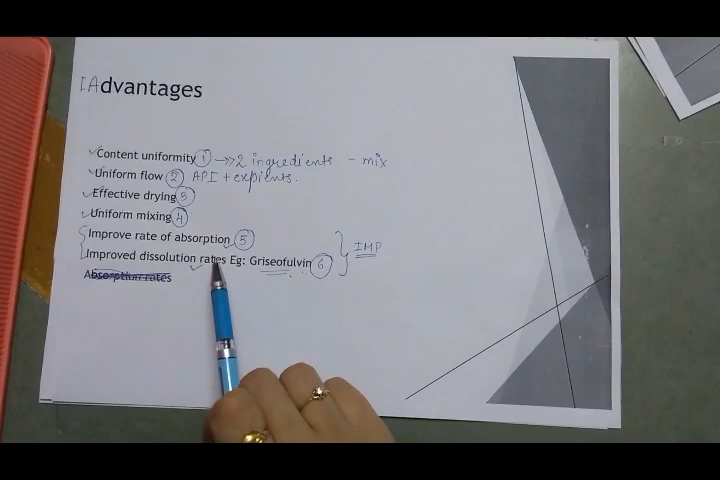 Advantages
Content uniformity 1 → >> 2 ingredients - mix
Uniform flow 2 API + expients.
Effective drying 3
Uniform mixing 4
Improve rate of absorption 5
Improved dissolution rates Eg: Griseofulvin 6 IMP
Absorption rates